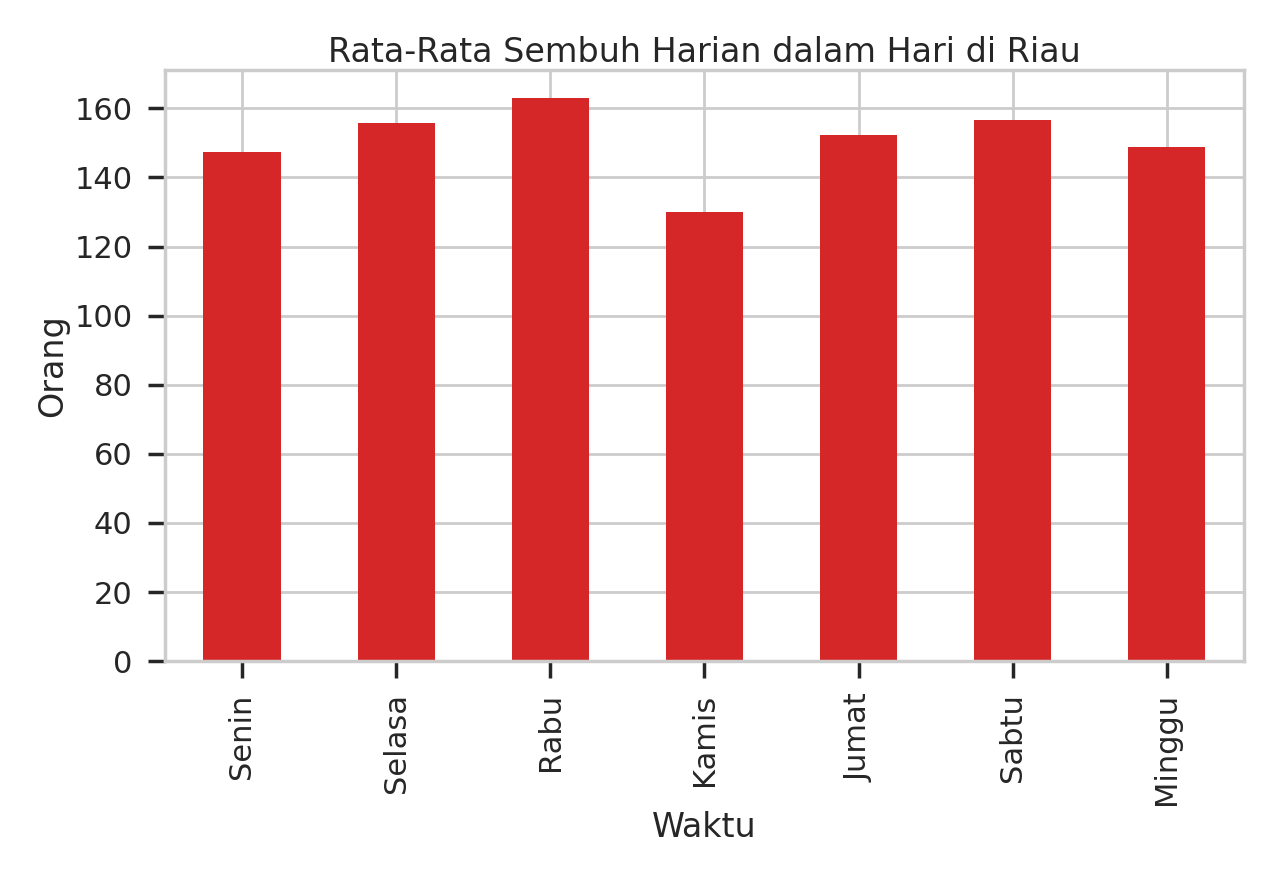 Rata-Rata Sembuh Harian dalam Hari di Riau
Orang
160
140
120
100
80
60
40
20
0
Senin
Selasa
Rabu
Kamis
Jumat
Sabtu
Minggu
Waktu